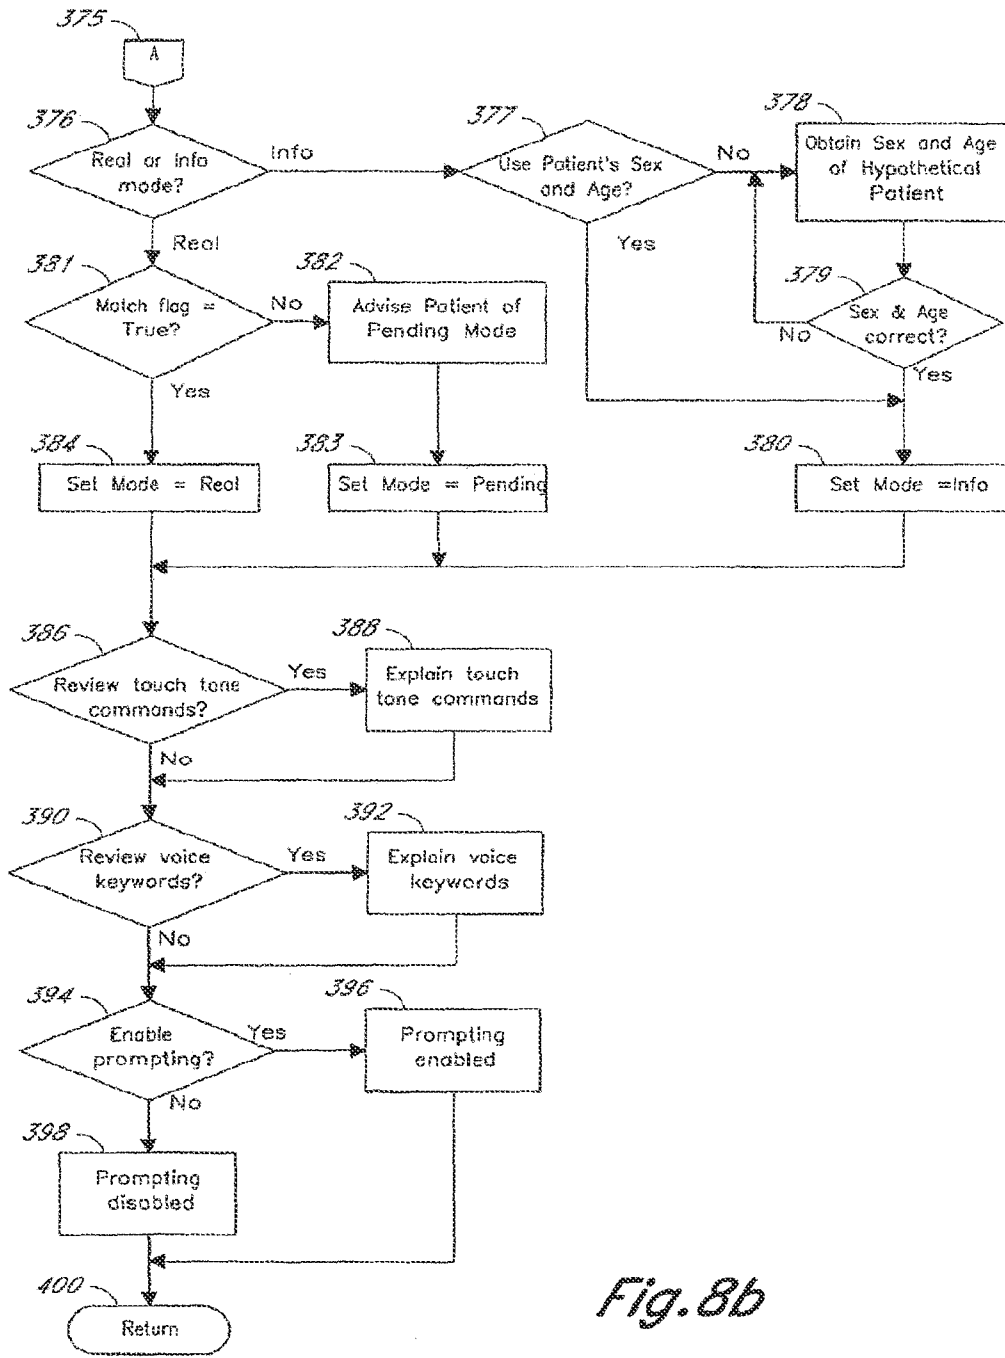 375
A
376
Real or Info
mode?
Info
377
Use Patient's Sex
and Age?
No
378
Obtain Sex and Age
of Hypothetical
Patient
Yes
Real
379
Sex & Age
correct?
No
Yes
381
Match flag =
True?
No
382
Advise Patient of
Pending Mode
Yes
384
Set Mode = Real
383
Set Mode = Pending
380
Set Mode =Info
386
Review touch tone
commands?
Yes
388
Explain touch
tone commands
No
390
Review voice
keywords?
Yes
392
Explain voice
keywords
No
394
Enable
prompting?
Yes
396
Prompting
enabled
No
398
Prompting
disabled
400
Return
Fig.8b